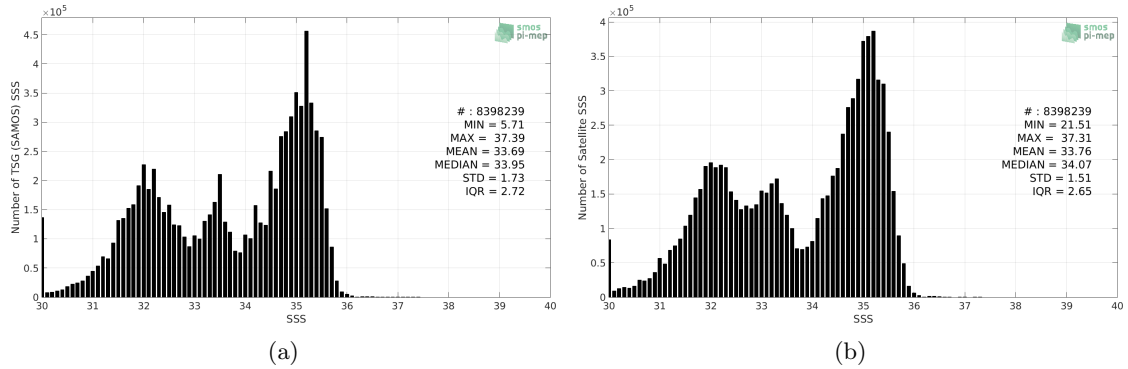 ×10⁵
4.5
4
3.5
3
2.5
2
1.5
1
0.5
0
30 31 32 33 34 35 36 37 38 39 40
SSS
Number of TSG (SAMOS) SSS
smos
pi-mep
# : 8398239
MIN = 5.71
MAX = 37.39
MEAN = 33.69
MEDIAN = 33.95
STD = 1.73
IQR = 2.72
(a)
×10⁵
4
3.5
3
2.5
2
1.5
1
0.5
0
30 31 32 33 34 35 36 37 38 39 40
SSS
Number of Satellite SSS
smos
pi-mep
# : 8398239
MIN = 21.51
MAX = 37.31
MEAN = 33.76
MEDIAN = 34.07
STD = 1.51
IQR = 2.65
(b)